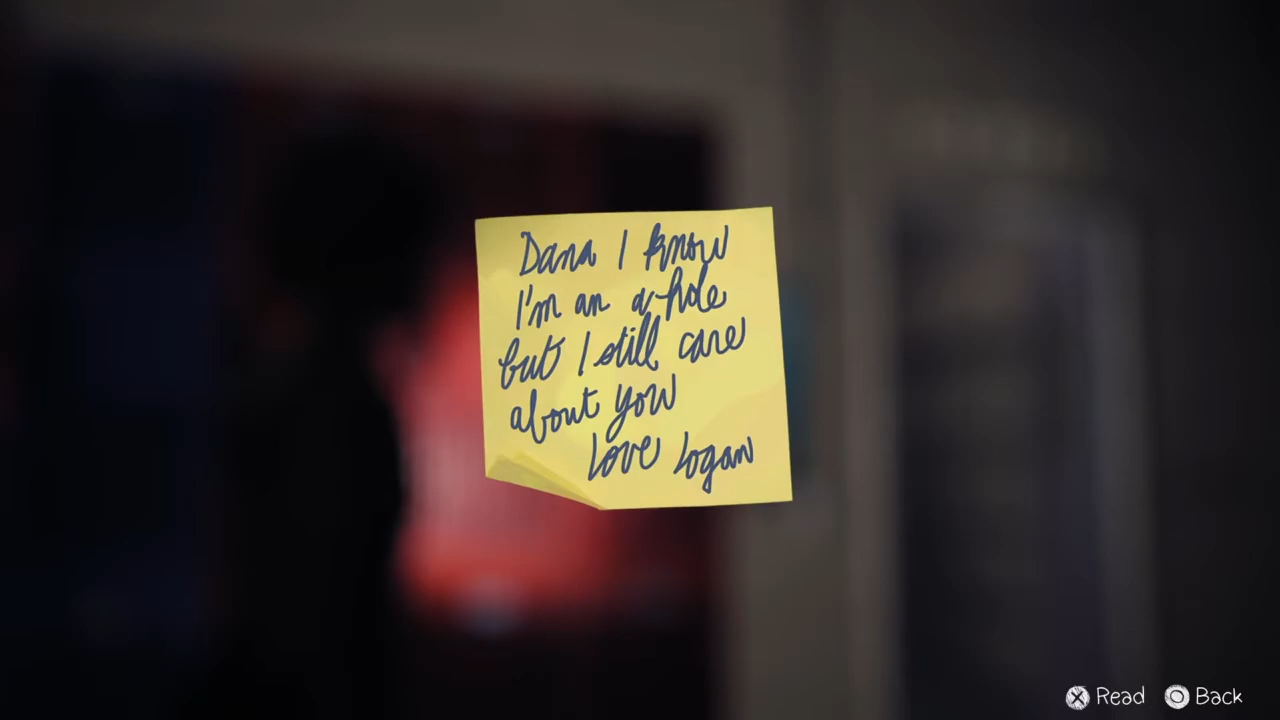 Dana I know
I'm an a-hole
but I still care
about you
Love Logan
Read Back